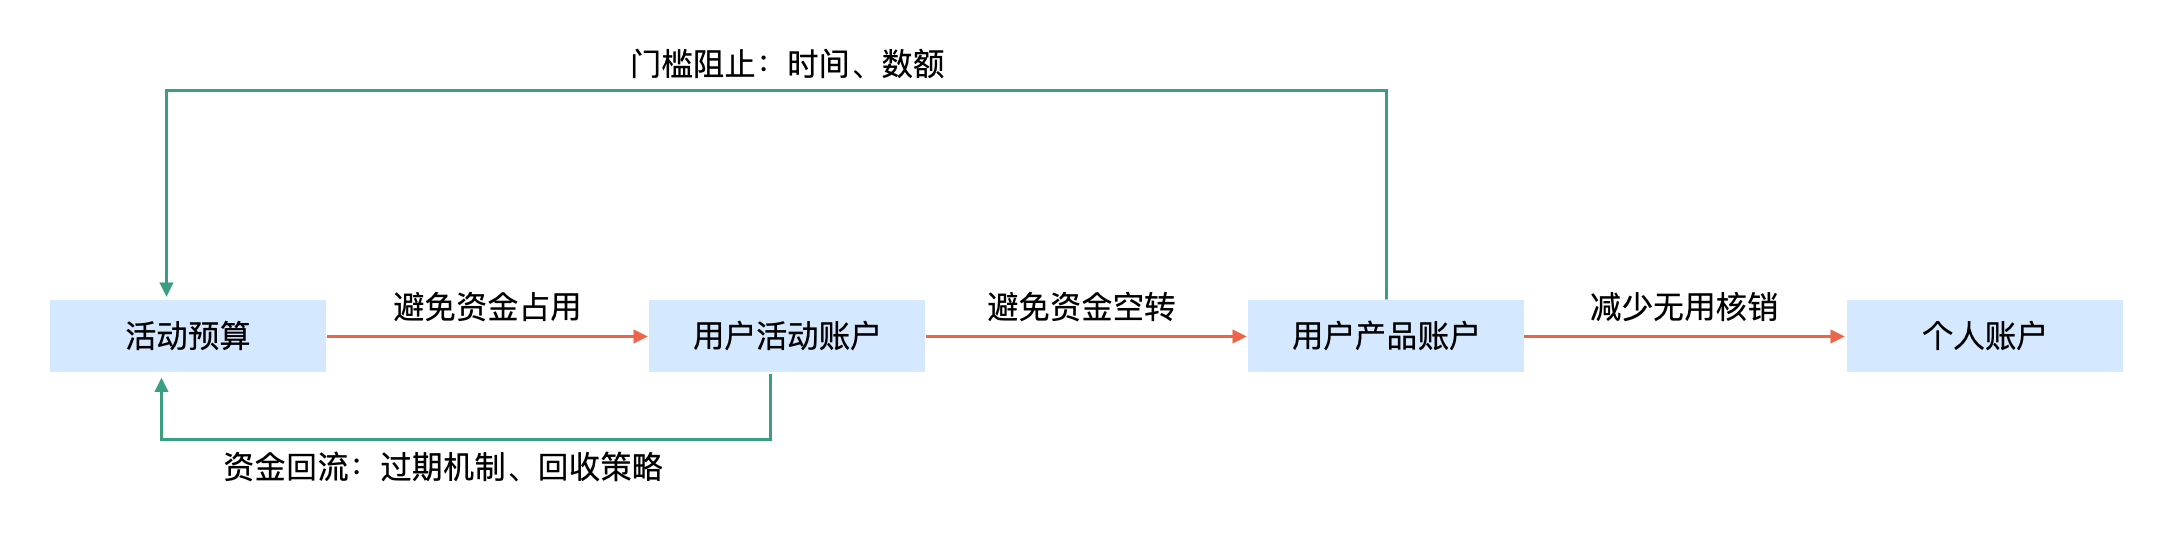 门槛阻止：时间、数额
避免资金占用
避免资金空转
减少无用核销
活动预算
用户活动账户
用户产品账户
个人账户
资金回流：过期机制、回收策略